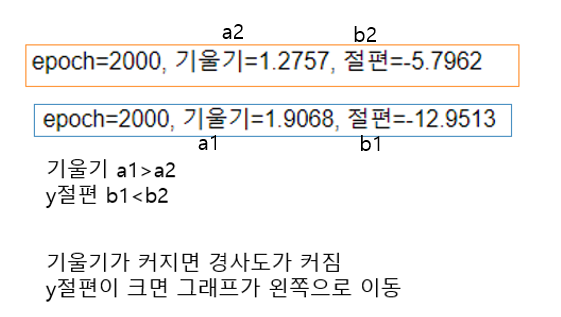 a2 b2
epoch=2000, 기울기=1.2757, 절편=-5.7962
epoch=2000, 기울기=1.9068, 절편=-12.9513
a1 b1
기울기 a1>a2
y절편 b1<b2
기울기가 커지면 경사도가 커짐
y절편이 크면 그래프가 왼쪽으로 이동